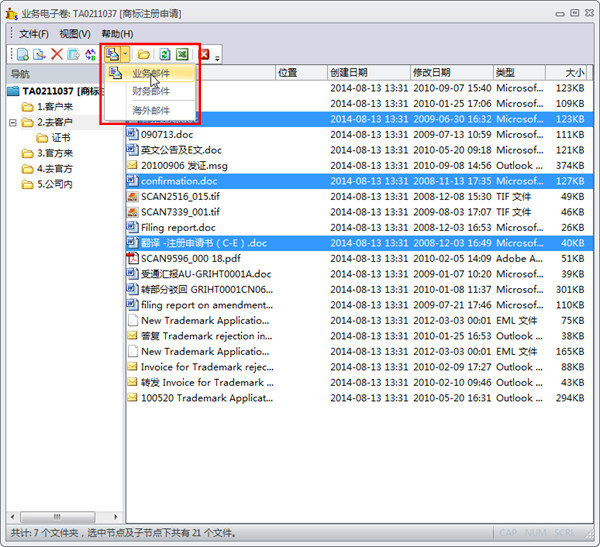 业务电子卷: TA0211037 [商标注册申请]
文件(F) 视图(V) 帮助(H)
导航
TA0211037 [商标
1.客户来
2.去客户
证书
3.官方来
4.去官方
5.公司内
业务邮件
财务邮件
海外邮件
位置 创建日期 修改日期 类型 大小
2014-08-13 13:31 2010-09-07 15:40 Microsof... 123KB
2014-08-13 13:31 2010-01-25 17:06 Microsof... 109KB
2014-08-13 13:31 2009-06-30 16:32 Microsof... 123KB
090713.doc 2014-08-13 13:31 2009-07-13 10:59 Microsof... 111KB
英文公告及E文.doc 2014-08-13 13:31 2010-05-20 09:18 Microsof... 121KB
20100906 发证.msg 2014-08-13 13:31 2010-09-08 14:56 Outlook ... 374KB
confirmation.doc 2014-08-13 13:31 2008-11-13 17:35 Microsof... 127KB
SCAN2516_015.tif 2014-08-13 13:31 2008-12-08 15:30 TIF 文件 49KB
SCAN7339_001.tif 2014-08-13 13:31 2009-08-03 17:07 TIF 文件 46KB
Filing report.doc 2014-08-13 13:31 2008-12-03 16:53 Microsof... 26KB
翻译 -注册申请书（C-E）.doc 2014-08-13 13:31 2008-12-03 16:49 Microsof... 40KB
SCAN9596_000 18.pdf 2014-08-13 13:31 2010-05-04 14:09 Adobe A... 51KB
受通汇报AU-GRIHT0001A.doc 2014-08-13 13:31 2009-01-07 10:20 Microsof... 39KB
转部分驳回 GRIHT0001CN06... 2014-08-13 13:31 2010-02-08 11:37 Microsof... 301KB
filing report on amendment... 2014-08-13 13:31 2009-07-21 17:46 Microsof... 110KB
New Trademark Applicatio... 2014-08-13 13:31 2012-03-03 00:01 EML 文件 75KB
答复 Trademark rejection in... 2014-08-13 13:31 2010-01-25 16:53 Outlook ... 38KB
New Trademark Applicatio... 2014-08-13 13:31 2012-03-03 00:01 EML 文件 165KB
Invoice for Trademark rejec... 2014-08-13 13:31 2010-02-09 17:27 Outlook ... 88KB
转发 Invoice for Trademark ... 2014-08-13 13:31 2010-02-10 09:46 Outlook ... 43KB
100520 Trademark Applicat... 2014-08-13 13:31 2010-05-20 16:31 Outlook ... 294KB
共计: 7 个文件夹，选中节点及子节点下共有 21 个文件。 CAP NUM SCRL